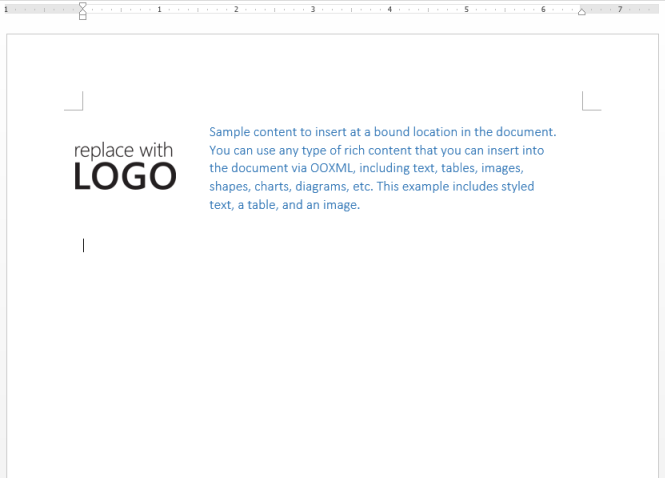 1 1 2 3 4 5 6 7
replace with
LOGO
Sample content to insert at a bound location in the document.
You can use any type of rich content that you can insert into
the document via OOXML, including text, tables, images,
shapes, charts, diagrams, etc. This example includes styled
text, a table, and an image.